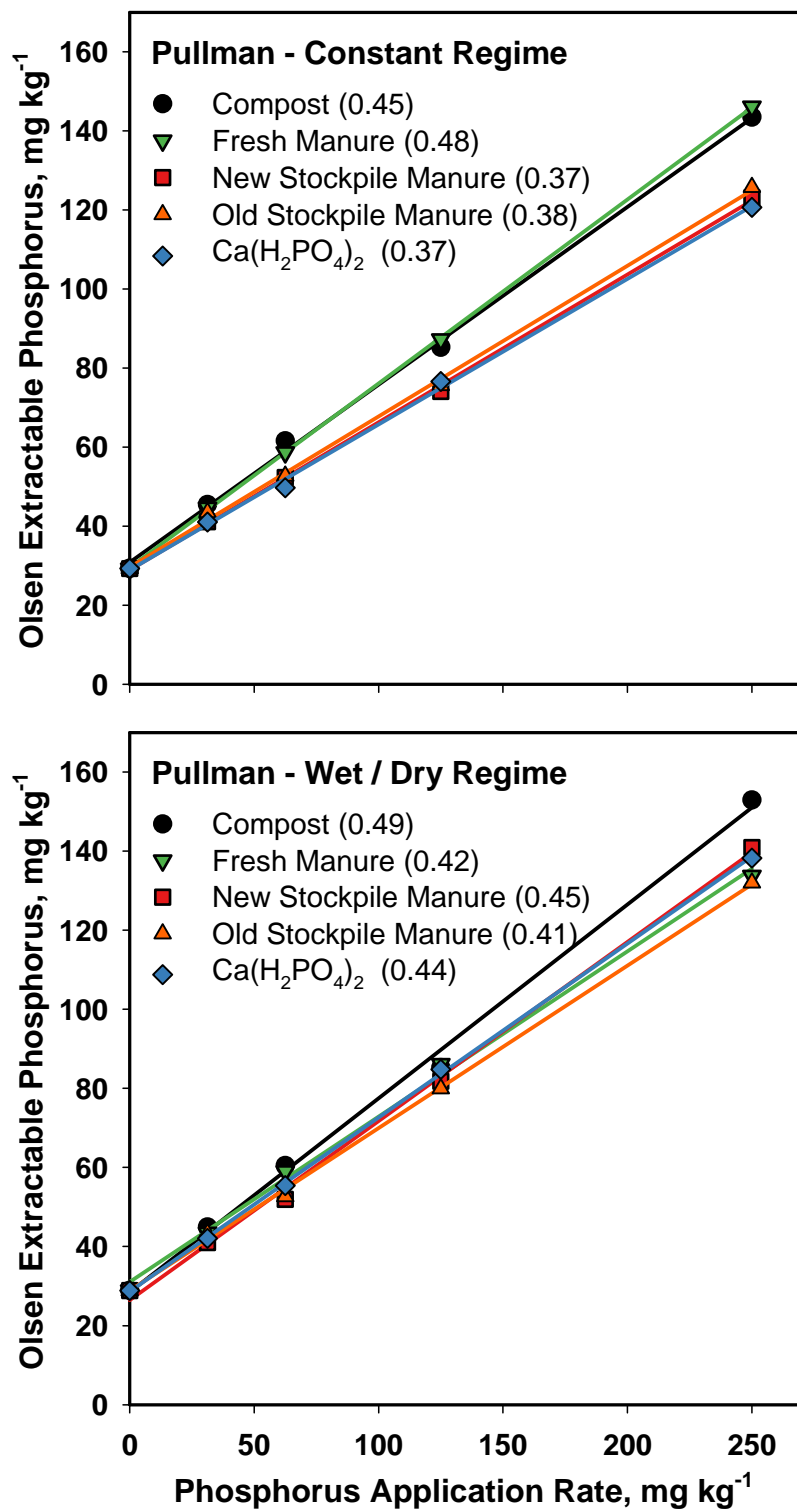 Pullman - Constant Regime
Compost (0.45)
Fresh Manure (0.48)
New Stockpile Manure (0.37)
Old Stockpile Manure (0.38)
Ca(H₂PO₄)₂ (0.37)
Olsen Extractable Phosphorus, mg kg⁻¹
160
140
120
100
80
60
40
20
0
Pullman - Wet / Dry Regime
Compost (0.49)
Fresh Manure (0.42)
New Stockpile Manure (0.45)
Old Stockpile Manure (0.41)
Ca(H₂PO₄)₂ (0.44)
Olsen Extractable Phosphorus, mg kg⁻¹
160
140
120
100
80
60
40
20
0
0 50 100 150 200 250
Phosphorus Application Rate, mg kg⁻¹